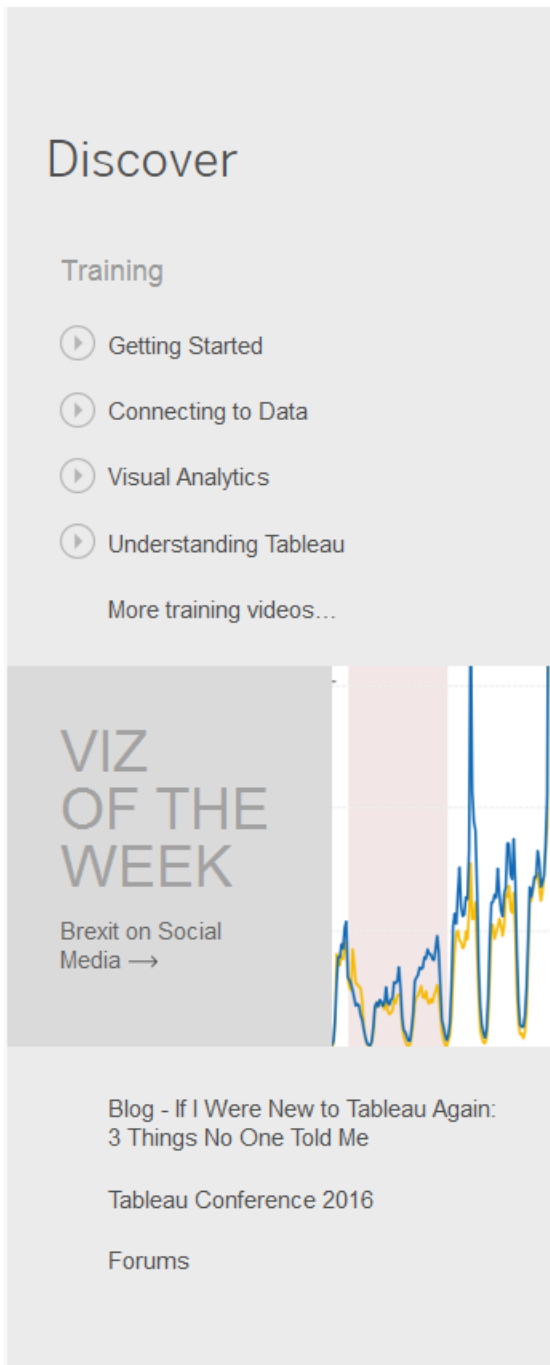 Discover
Training
Getting Started
Connecting to Data
Visual Analytics
Understanding Tableau
More training videos…
VIZ
OF THE
WEEK
Brexit on Social
Media →
Blog - If I Were New to Tableau Again:
3 Things No One Told Me
Tableau Conference 2016
Forums